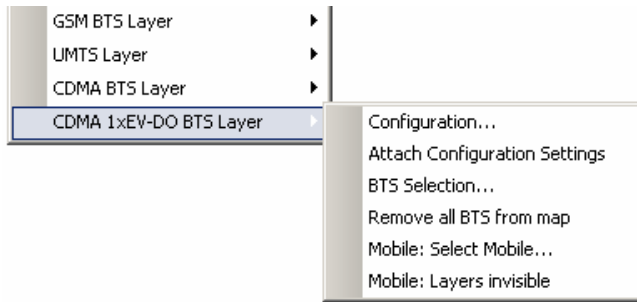 GSM BTS Layer
UMTS Layer
CDMA BTS Layer
CDMA 1xEV-DO BTS Layer
Configuration...
Attach Configuration Settings
BTS Selection...
Remove all BTS from map
Mobile: Select Mobile...
Mobile: Layers invisible